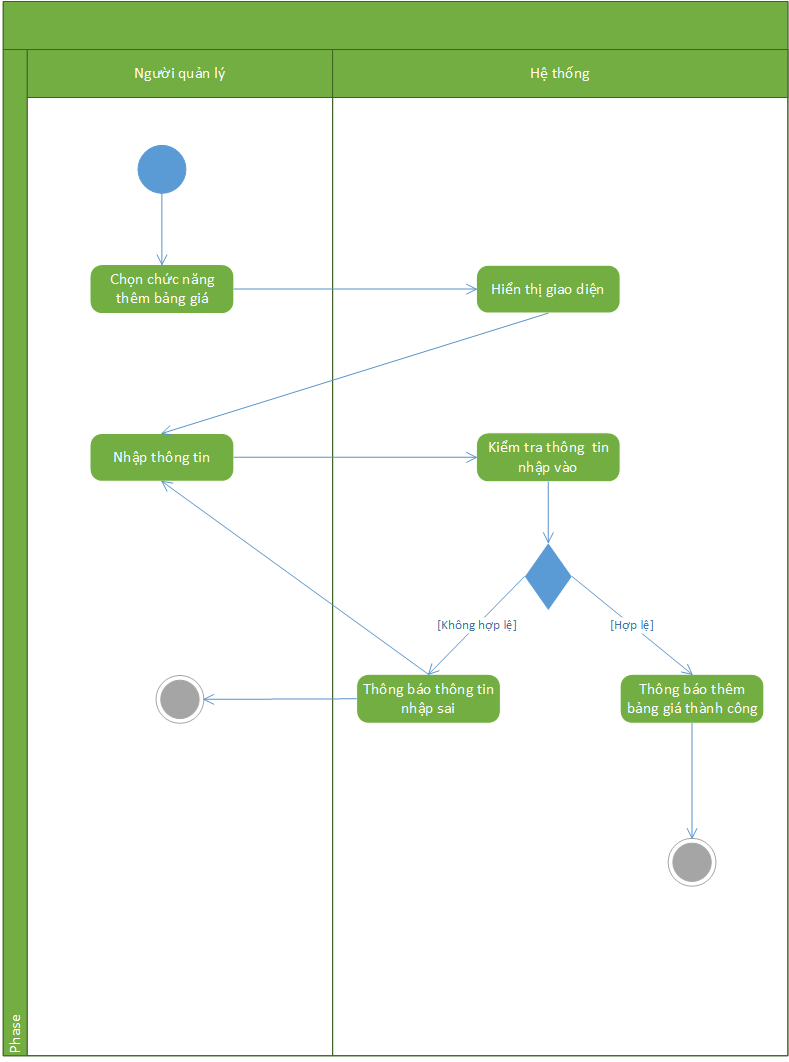 Người quản lý
Hệ thống
Chọn chức năng
thêm bảng giá
Hiển thị giao diện
Nhập thông tin
Kiểm tra thông tin
nhập vào
[Không hợp lệ]
[Hợp lệ]
Thông báo thông tin
nhập sai
Thông báo thêm
bảng giá thành công
Phase